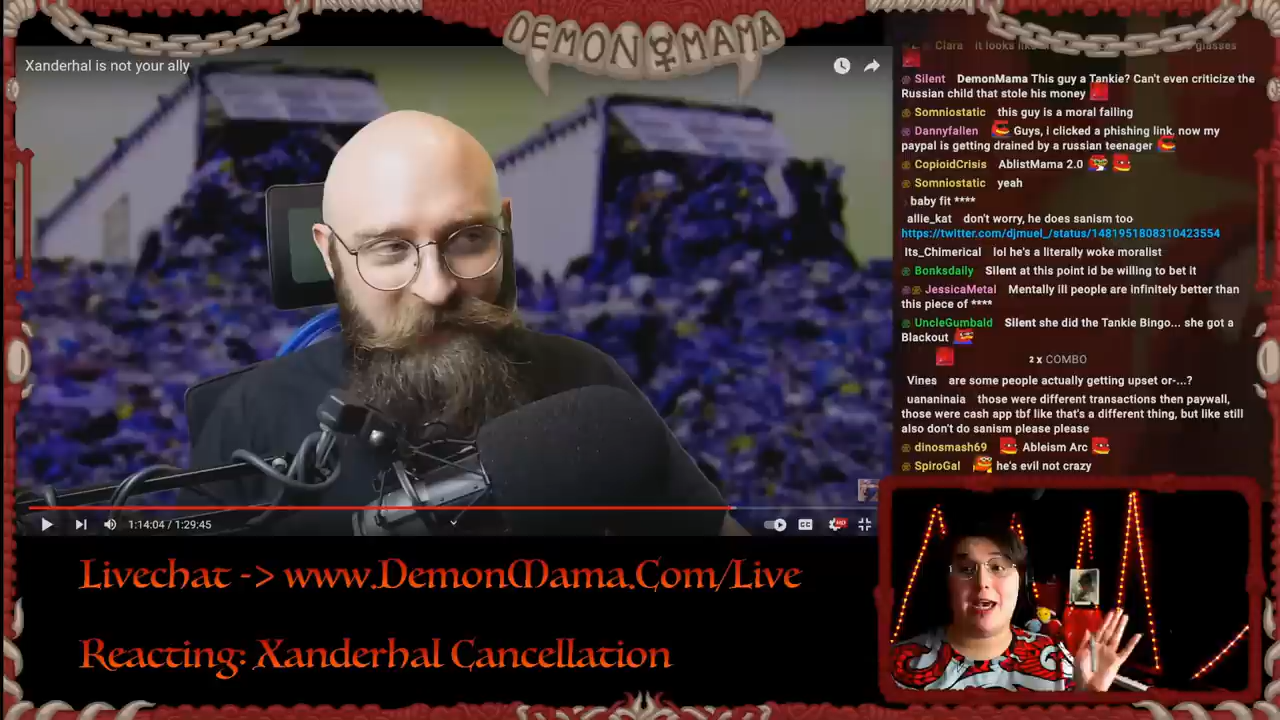 DEMON MAMA
Xanderhal is not your ally
Clara It looks glasses
Silent DemonMama This guy a Tankie? Can't even criticize the
Russian child that stole his money
Somniostatic this guy is a moral failing
Dannyfallen Guys, i clicked a phishing link. now my
paypal is getting drained by a russian teenager
CopioidCrisis AblistMama 2.0
Somniostatic yeah
baby fit ****
allie_kat don't worry, he does sanism too
https://twitter.com/djmuel_/status/1481951808310423554
Its_Chimerical lol he's a literally woke moralist
Bonksdaily Silent at this point id be willing to bet it
JessicaMetal Mentally ill people are infinitely better than
this piece of ****
UncleGumbald Silent she did the Tankie Bingo... she got a
Blackout
2 x COMBO
Vines are some people actually getting upset or-...?
uananinaia those were different transactions then paywall,
those were cash app tbf like that's a different thing, but like still
also don't do sanism please please
dinosmash69 Ableism Arc
SpiroGal he's evil not crazy
1:14:04 / 1:29:45
Livechat -> www.DemonMama.Com/Live
Reacting: Xanderhal Cancellation